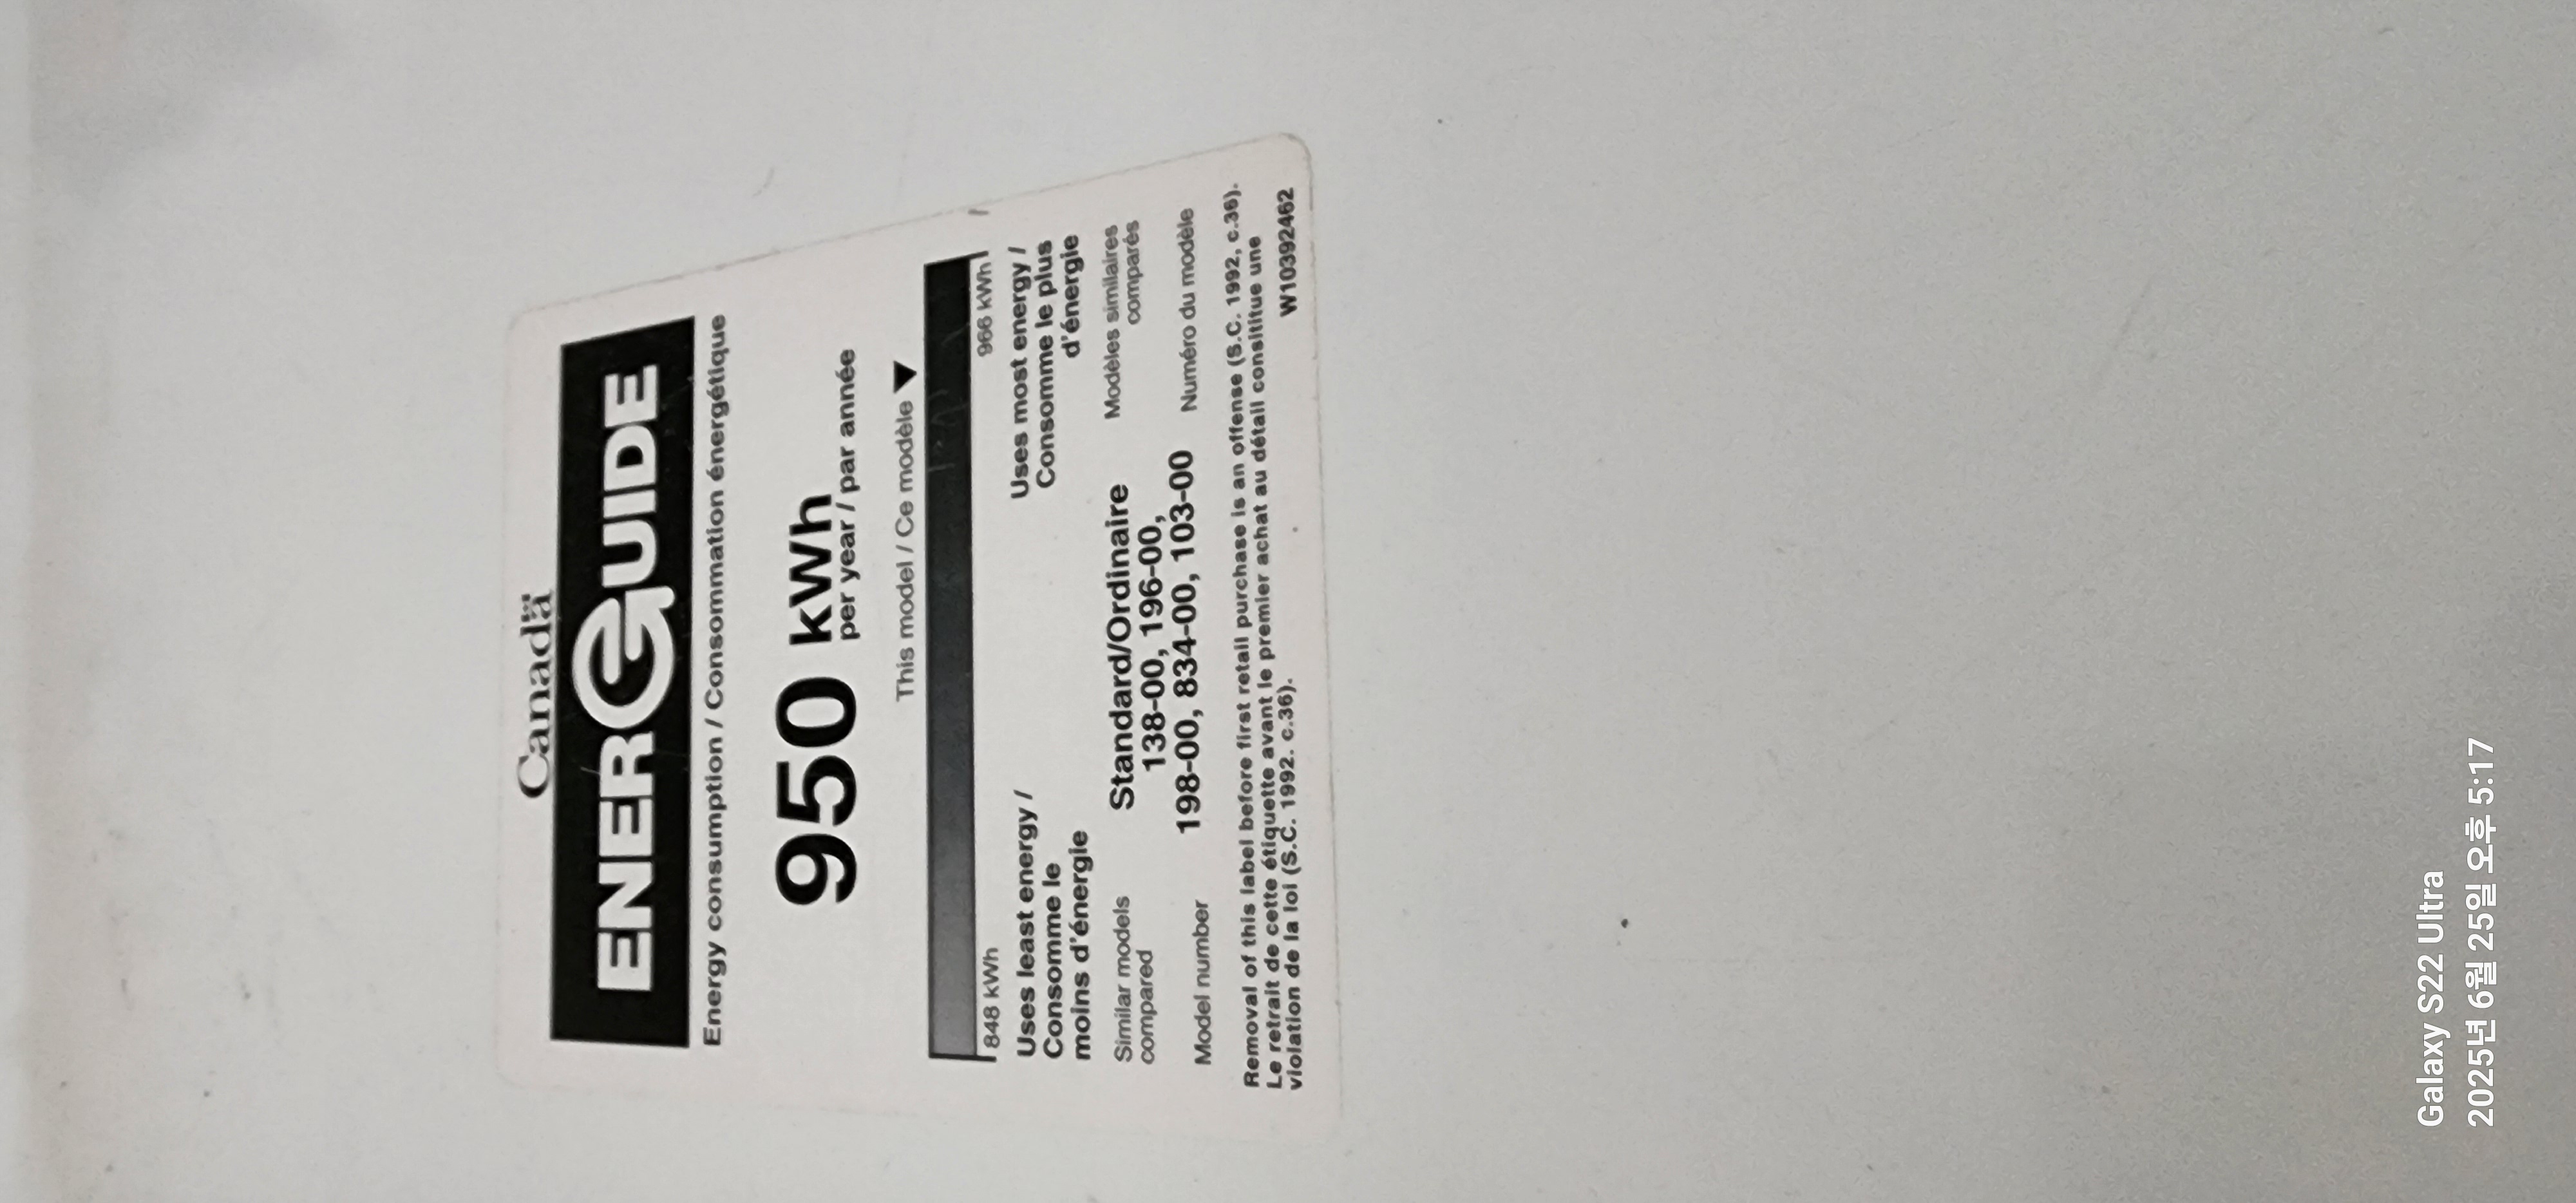 Canada
ENERGUIDE
Energy consumption / Consommation énergétique
950 kWh
per year / par année
This model / Ce modèle
848 kWh
966 kWh
Uses least energy /
Consomme le
moins d'énergie
Uses most energy /
Consomme le plus
d'énergie
Similar models
compared
Standard/Ordinaire
138-00, 196-00,
Modèles similaires
comparés
Model number
198-00, 834-00, 103-00
Numéro du modèle
Removal of this label before first retail purchase is an offense (S.C. 1992, c.36).
Le retrait de cette étiquette avant le premier achat au détail consititue une
violation de la loi (S.C. 1992. c.36).
W10392462
Galaxy S22 Ultra
2025년 6월 25일 오후 5:17